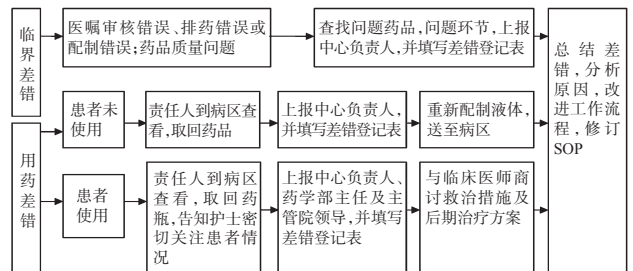 临界差错
医嘱审核错误、排药错误或
配制错误;药品质量问题
查找问题药品,问题环节,上报
中心负责人,并填写差错登记表
总结差
错,分析
原因,改
进工作流
程,修订
SOP
用药差错
患者未
使用
责任人到病区查
看,取回药品
上报中心负责人,
并填写差错登记表
重新配制液体,
送至病区
患者
使用
责任人到病区
查看,取回药
瓶,告知护士密
切关注患者情
况
上报中心负责人、
药学部主任及主
管院领导,并填写
差错登记表
与临床医师商
讨救治措施及
后期治疗方案